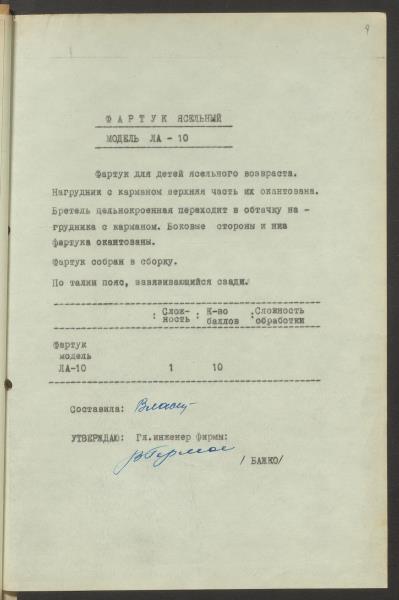 9
ФАРТУК ЯСЕЛЬНЫЙ
МОДЕЛЬ ЛА - 10
Фартук для детей ясельного возраста.
Нагрудник с карманом верхняя часть их окантована.
Бретель цельнокроенная переходит в обтачку на -
грудника с карманом. Боковые стороны и низ
фартука окантованы.
Фартук собран в сборку.
По талии пояс, завязивающийся сзади.
: Слож- : К-во :Сложность
ность баллов обработки
Фартук
модель
ЛА-10 1 10
Составила:
УТВЕРЖДАЮ: Гл.инженер фирмы:
/ БАЖКО/